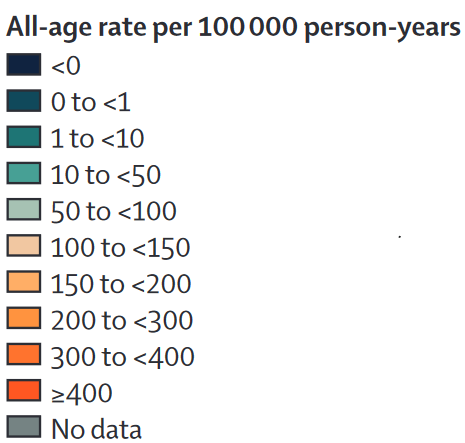 All-age rate per 100 000 person-years
<0
0 to <1
1 to <10
10 to <50
50 to <100
100 to <150
150 to <200
200 to <300
300 to <400
≥400
No data